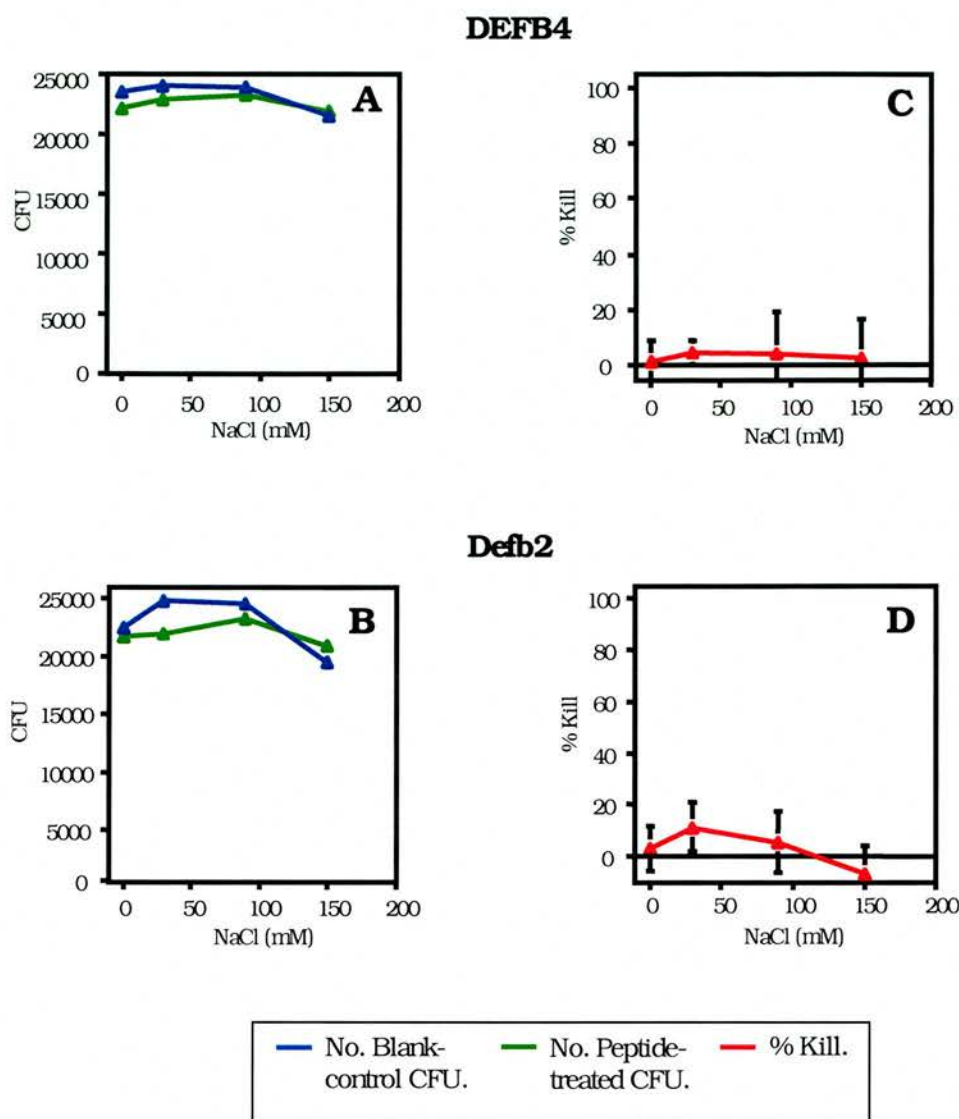 DEFB4
A
25000
20000
15000
10000
5000
0
CFU
0 50 100 150 200
NaCl (mM)
C
100
80
60
40
20
0
% Kill
0 50 100 150 200
NaCl (mM)
Defb2
B
25000
20000
15000
10000
5000
0
CFU
0 50 100 150 200
NaCl (mM)
D
100
80
60
40
20
0
% Kill
0 50 100 150 200
NaCl (mM)
No. Blank-
control CFU.
No. Peptide-
treated CFU.
% Kill.